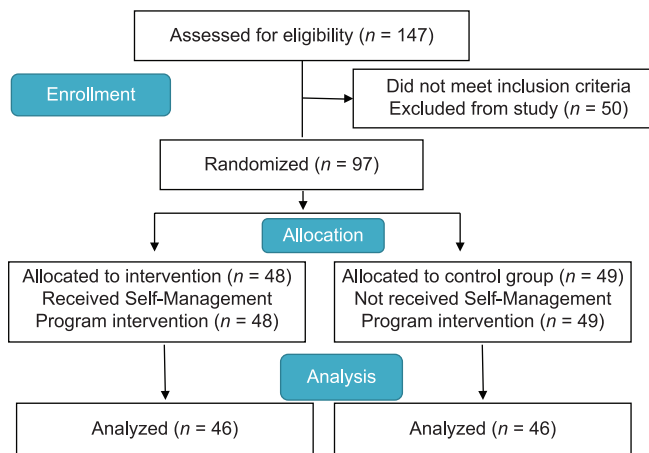 Assessed for eligibility (n = 147)
Enrollment
Did not meet inclusion criteria
Excluded from study (n = 50)
Randomized (n = 97)
Allocation
Allocated to intervention (n = 48)
Received Self-Management
Program intervention (n = 48)
Allocated to control group (n = 49)
Not received Self-Management
Program intervention (n = 49)
Analysis
Analyzed (n = 46)
Analyzed (n = 46)